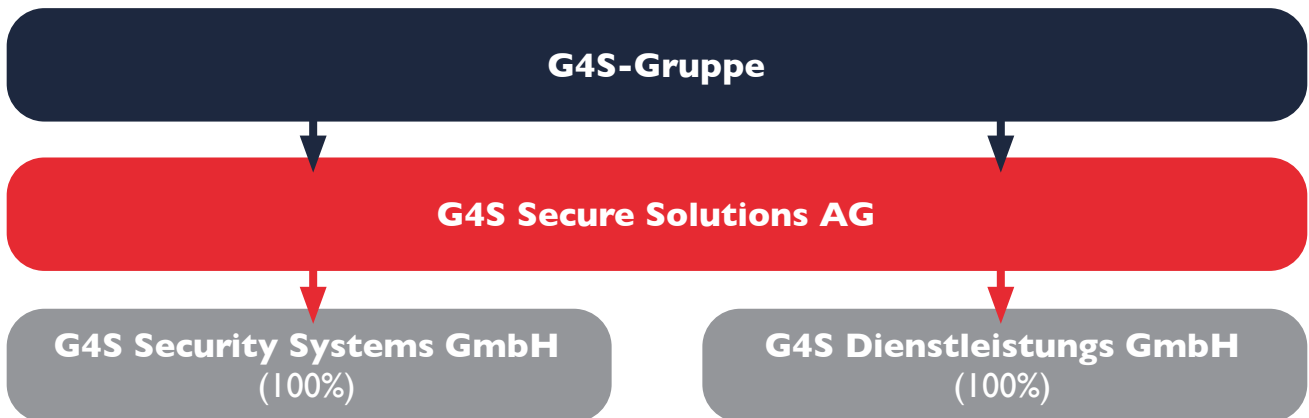 G4S-Gruppe
G4S Secure Solutions AG
G4S Security Systems GmbH
(100%)
G4S Dienstleistungs GmbH
(100%)